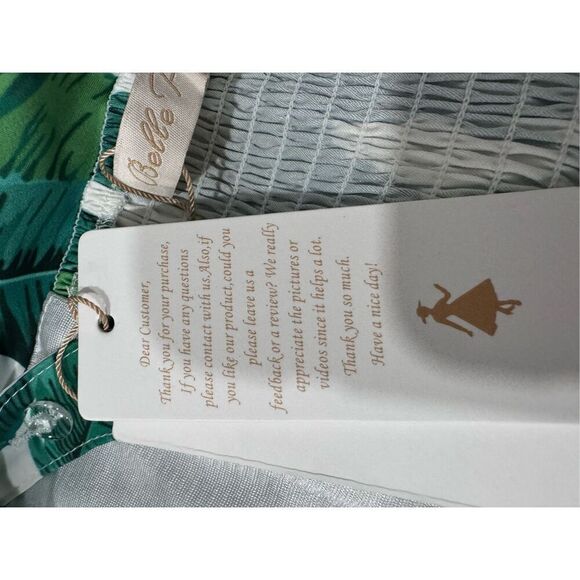 Belle
Dear Customer,
Thank you for your purchase,
If you have any questions
please contact with us.Also,if
you like our product,could you
please leave us a
feedback or a review? We really
appreciate the pictures or
videos since it helps a lot.
Thank you so much.
Have a nice day!